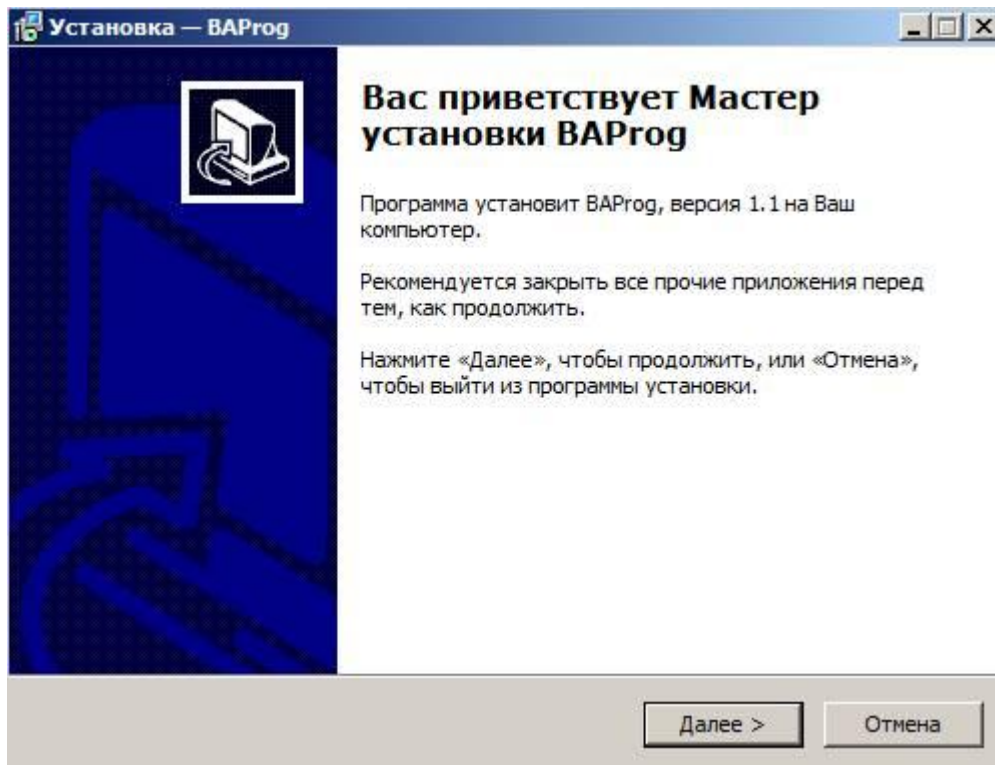 Установка — BAProg
Вас приветствует Мастер
установки BAProg
Программа установит BAProg, версия 1.1 на Ваш
компьютер.
Рекомендуется закрыть все прочие приложения перед
тем, как продолжить.
Нажмите «Далее», чтобы продолжить, или «Отмена»,
чтобы выйти из программы установки.
Далее >
Отмена